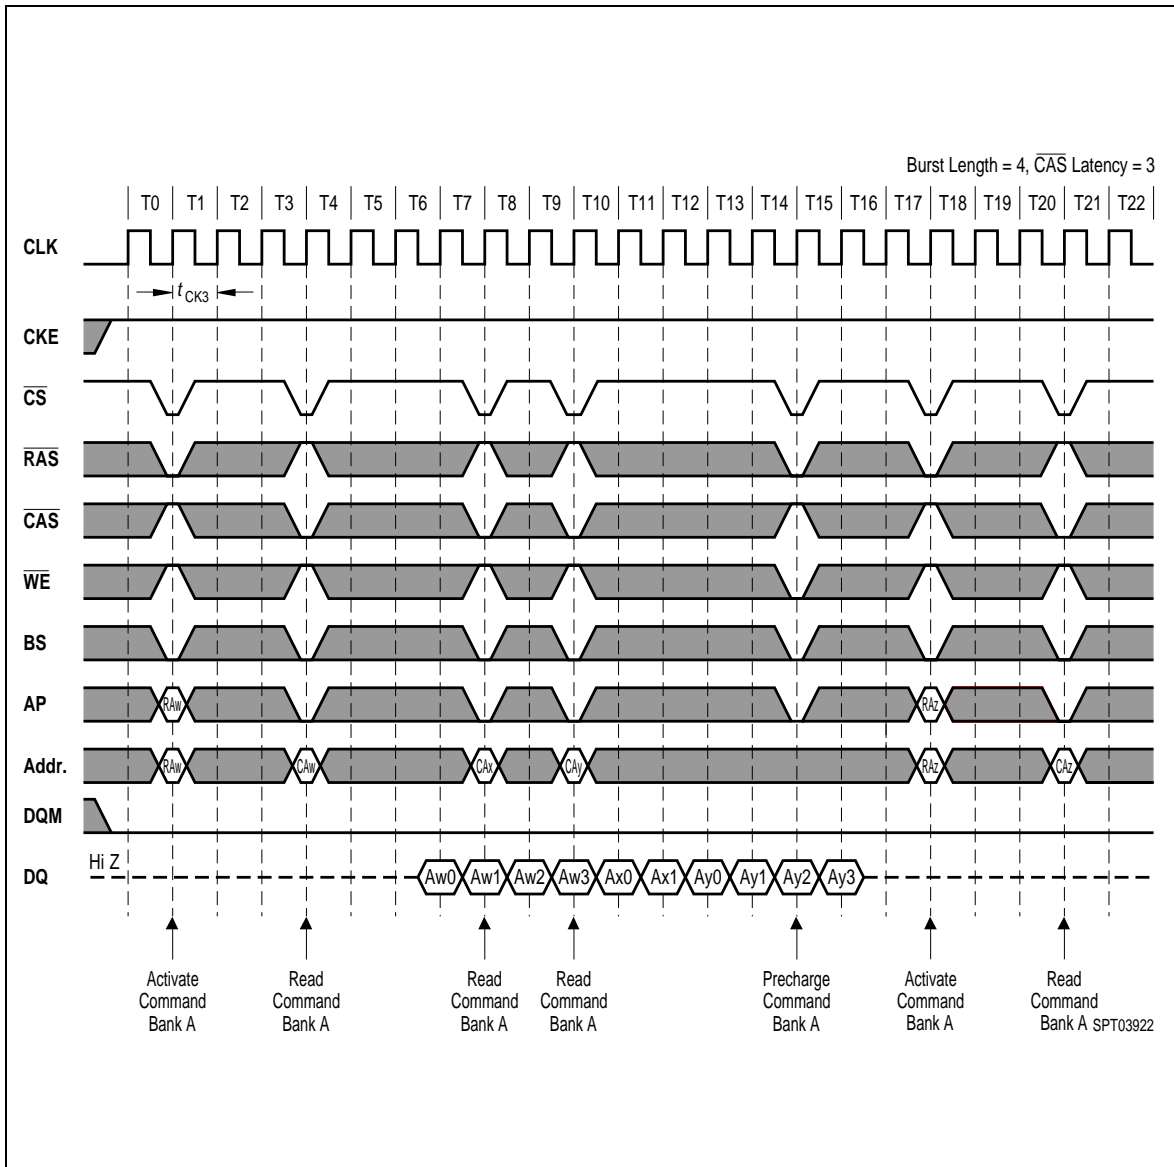 Burst Length = 4, CAS Latency = 3
T0 T1 T2 T3 T4 T5 T6 T7 T8 T9 T10 T11 T12 T13 T14 T15 T16 T17 T18 T19 T20 T21 T22
CLK
t CK3
CKE
CS
RAS
CAS
WE
BS
AP RAw RAz
Addr. RAw CAw CAx CAy RAz CAz
DQM
Hi Z
DQ Aw0 Aw1 Aw2 Aw3 Ax0 Ax1 Ay0 Ay1 Ay2 Ay3
Activate
Command
Bank A
Read
Command
Bank A
Read
Command
Bank A
Read
Command
Bank A
Precharge
Command
Bank A
Activate
Command
Bank A
Read
Command
Bank A
SPT03922